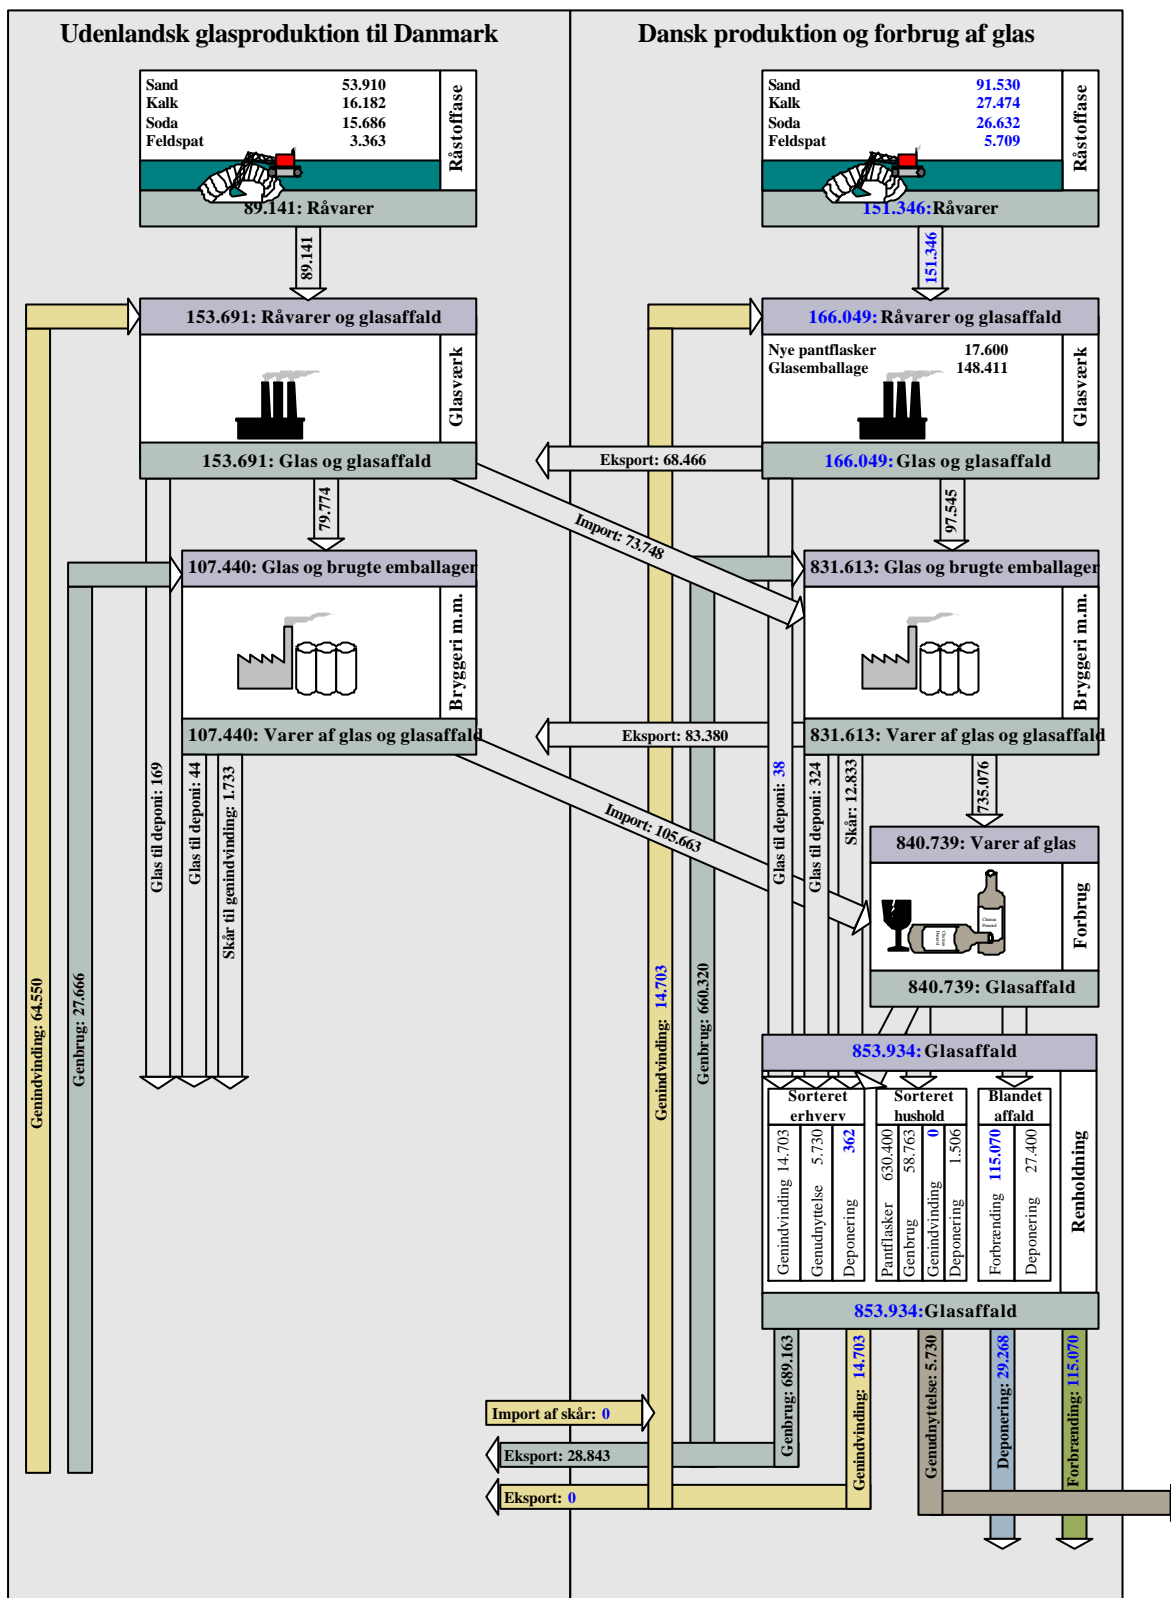 Udenlandsk glasproduktion til Danmark
Sand 53.910
Kalk 16.182
Soda 15.686
Feldspat 3.363
Råstoffase
89.141: Råvarer
89.141
153.691: Råvarer og glasaffald
Glasværk
153.691: Glas og glasaffald
79.774
107.440: Glas og brugte emballager
Bryggeri m.m.
107.440: Varer af glas og glasaffald
Glas til deponi: 169
Glas til deponi: 44
Skår til genindvinding: 1.733
Genindvinding: 64.550
Genbrug: 27.666
Dansk produktion og forbrug af glas
Sand 91.530
Kalk 27.474
Soda 26.632
Feldspat 5.709
Råstoffase
151.346:Råvarer
151.346
166.049: Råvarer og glasaffald
Nye pantflasker 17.600
Glasemballage 148.411
Glasværk
166.049: Glas og glasaffald
Eksport: 68.466
Import: 73.748
97.545
831.613: Glas og brugte emballager
Bryggeri m.m.
831.613: Varer af glas og glasaffald
Eksport: 83.380
Import: 105.663
Glas til deponi: 38
Glas til deponi: 324
Skår: 12.833
735.076
840.739: Varer af glas
Forbrug
840.739: Glasaffald
Genindvinding: 14.703
Genbrug: 660.320
853.934:Glasaffald
Sorteret
erhverv
Genindvinding 14.703
Genudnyttelse 5.730
Deponering 362
Sorteret
hushold
Pantflasker 630.400
Genbrug 58.763
Genindvinding 0
Deponering 1.506
Blandet
affald
Forbrænding 115.070
Deponering 27.400
Renholdning
853.934:Glasaffald
Genbrug: 689.163
Genindvinding: 14.703
Genudnyttelse: 5.730
Deponering: 29.268
Forbrænding: 115.070
Import af skår: 0
Eksport: 28.843
Eksport: 0